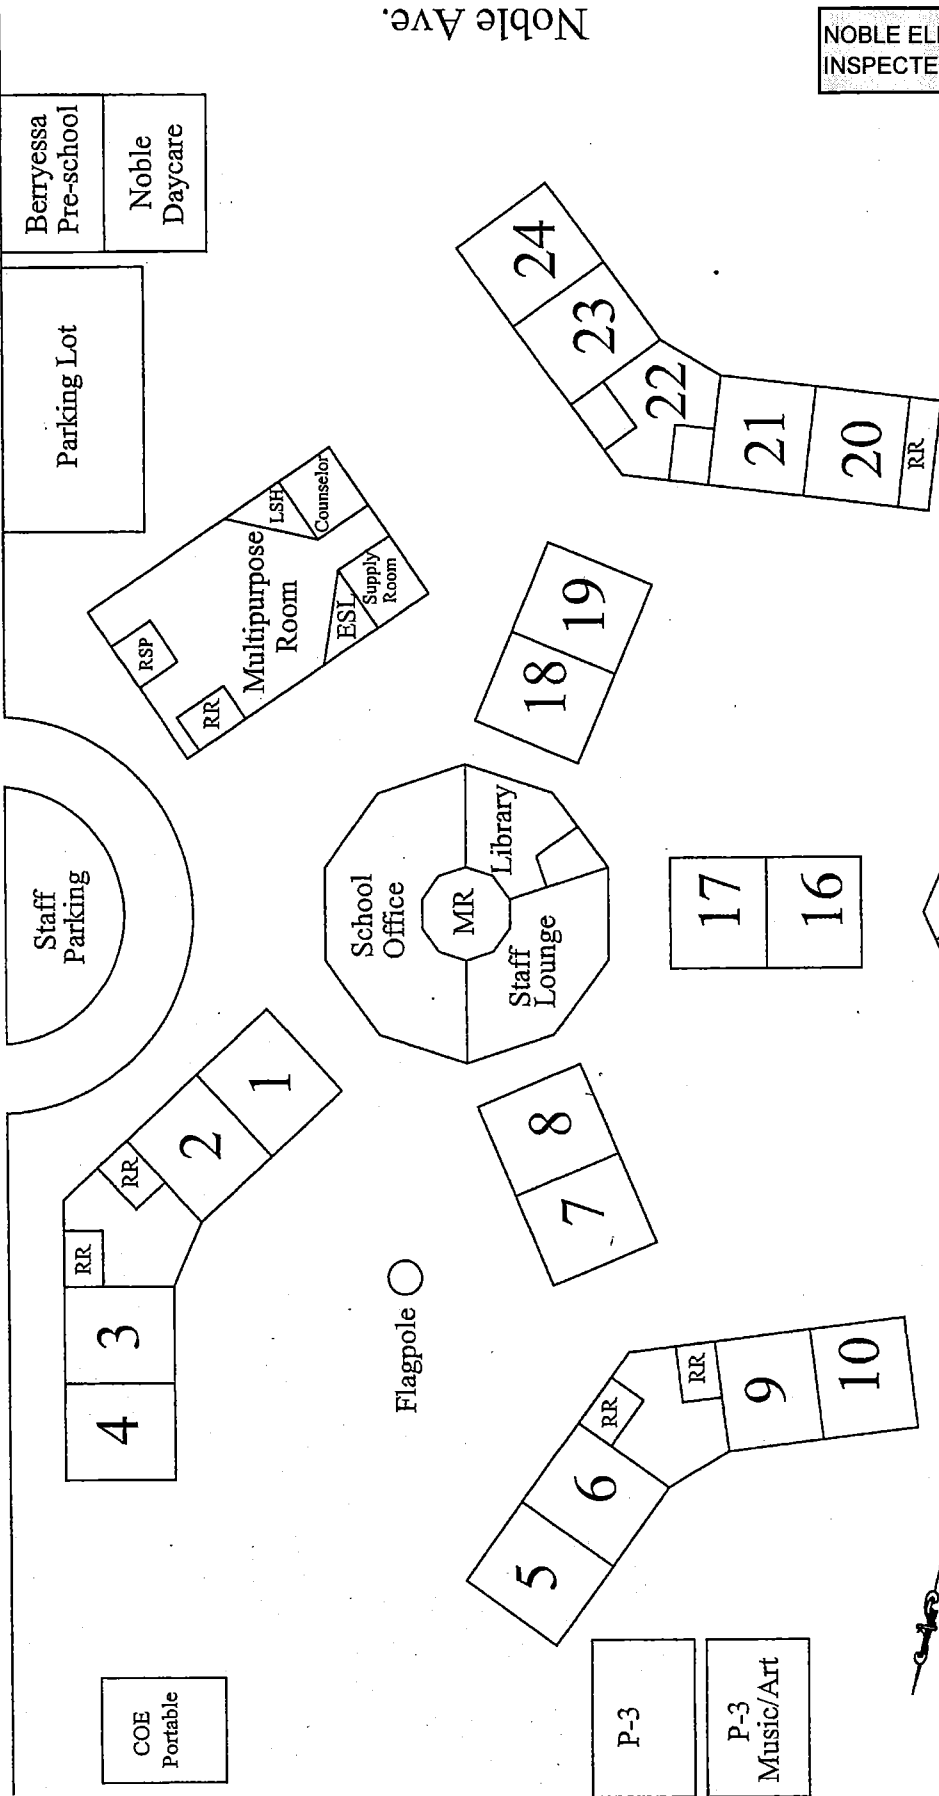 Noble Ave.
NOBLE ELE
INSPECTE
Berryessa
Pre-school
Noble
Daycare
Parking Lot
Staff
Parking
RSP
RR
Multipurpose
Room
LSH
Counselor
ESL
Supply
Room
24
23
22
21
20
RR
19
18
School
Office
MR
Library
Staff
Lounge
17
16
1
2
RR
RR
3
4
8
7
Flagpole
5
6
RR
RR
9
10
COE
Portable
P-3
P-3
Music/Art